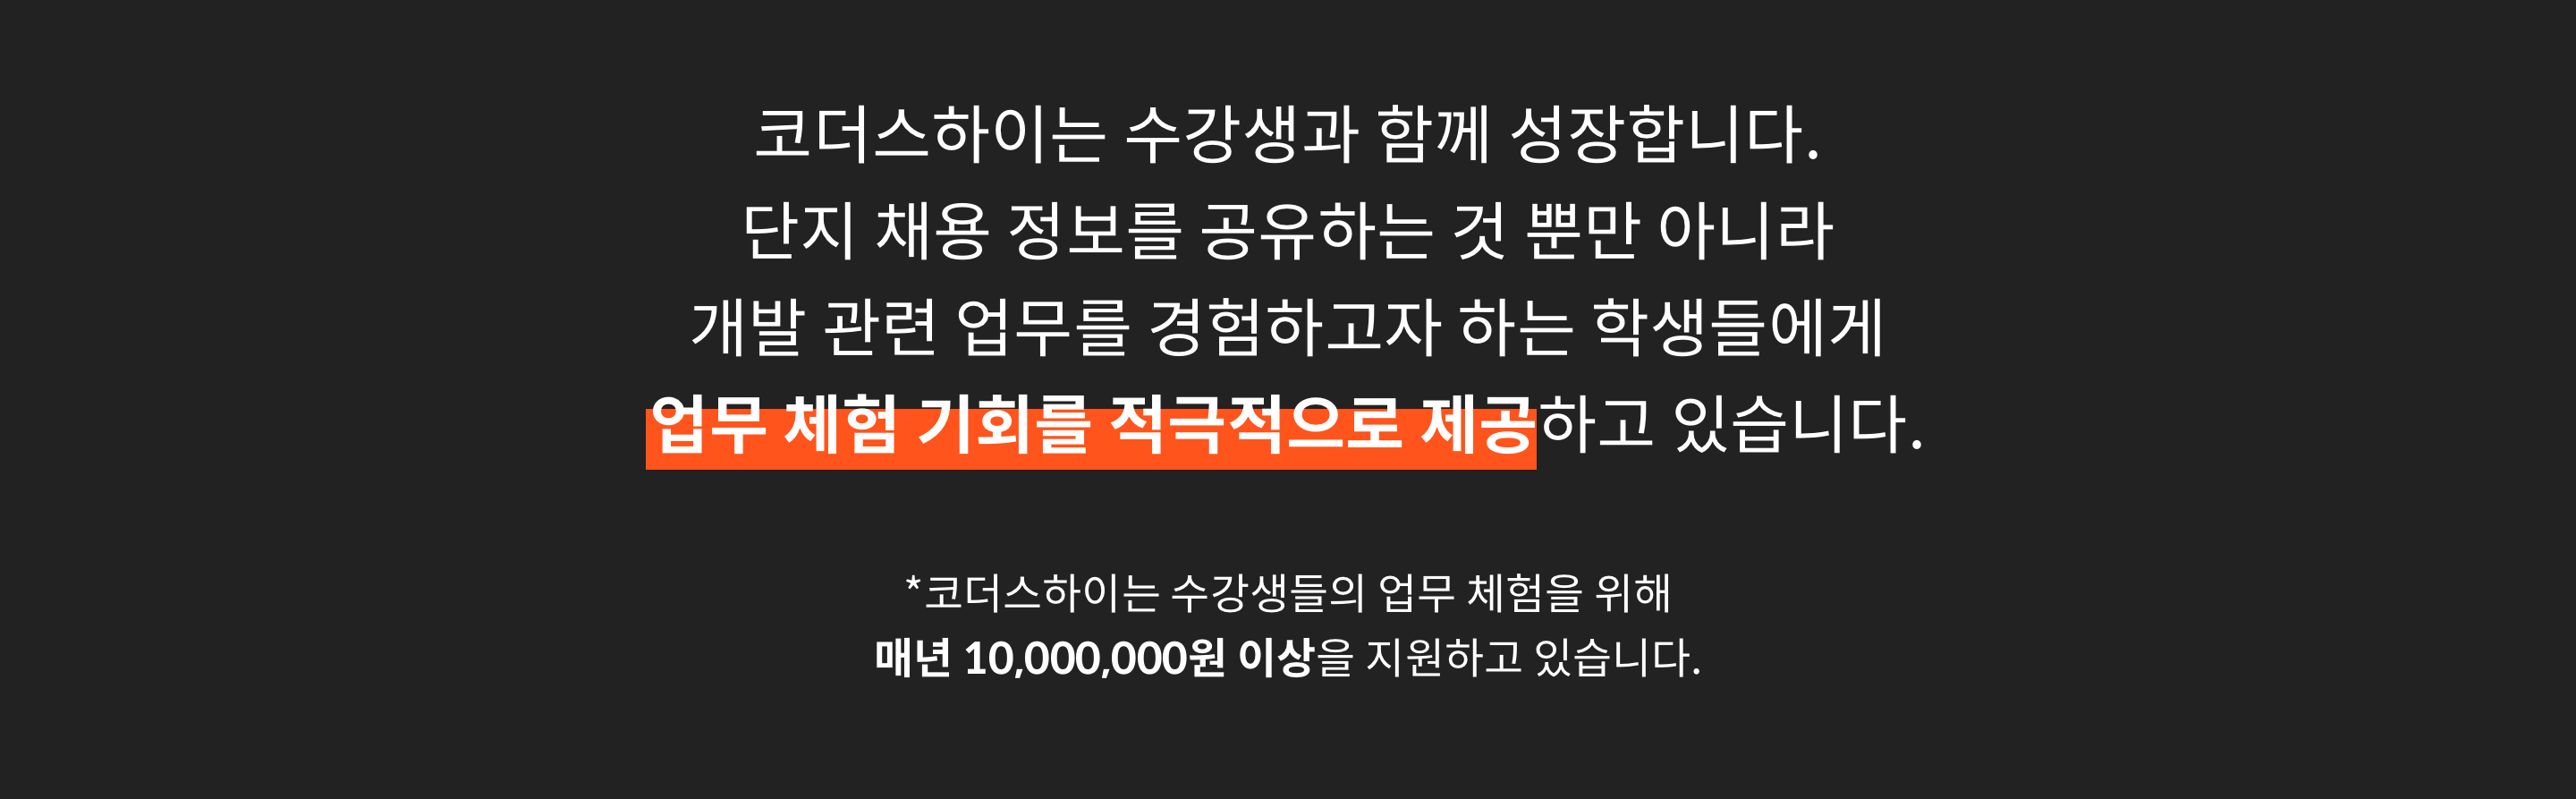 코더스하이는 수강생과 함께 성장합니다.
단지 채용 정보를 공유하는 것 뿐만 아니라
개발 관련 업무를 경험하고자 하는 학생들에게
업무 체험 기회를 적극적으로 제공하고 있습니다.
*코더스하이는 수강생들의 업무 체험을 위해
매년 10,000,000원 이상을 지원하고 있습니다.